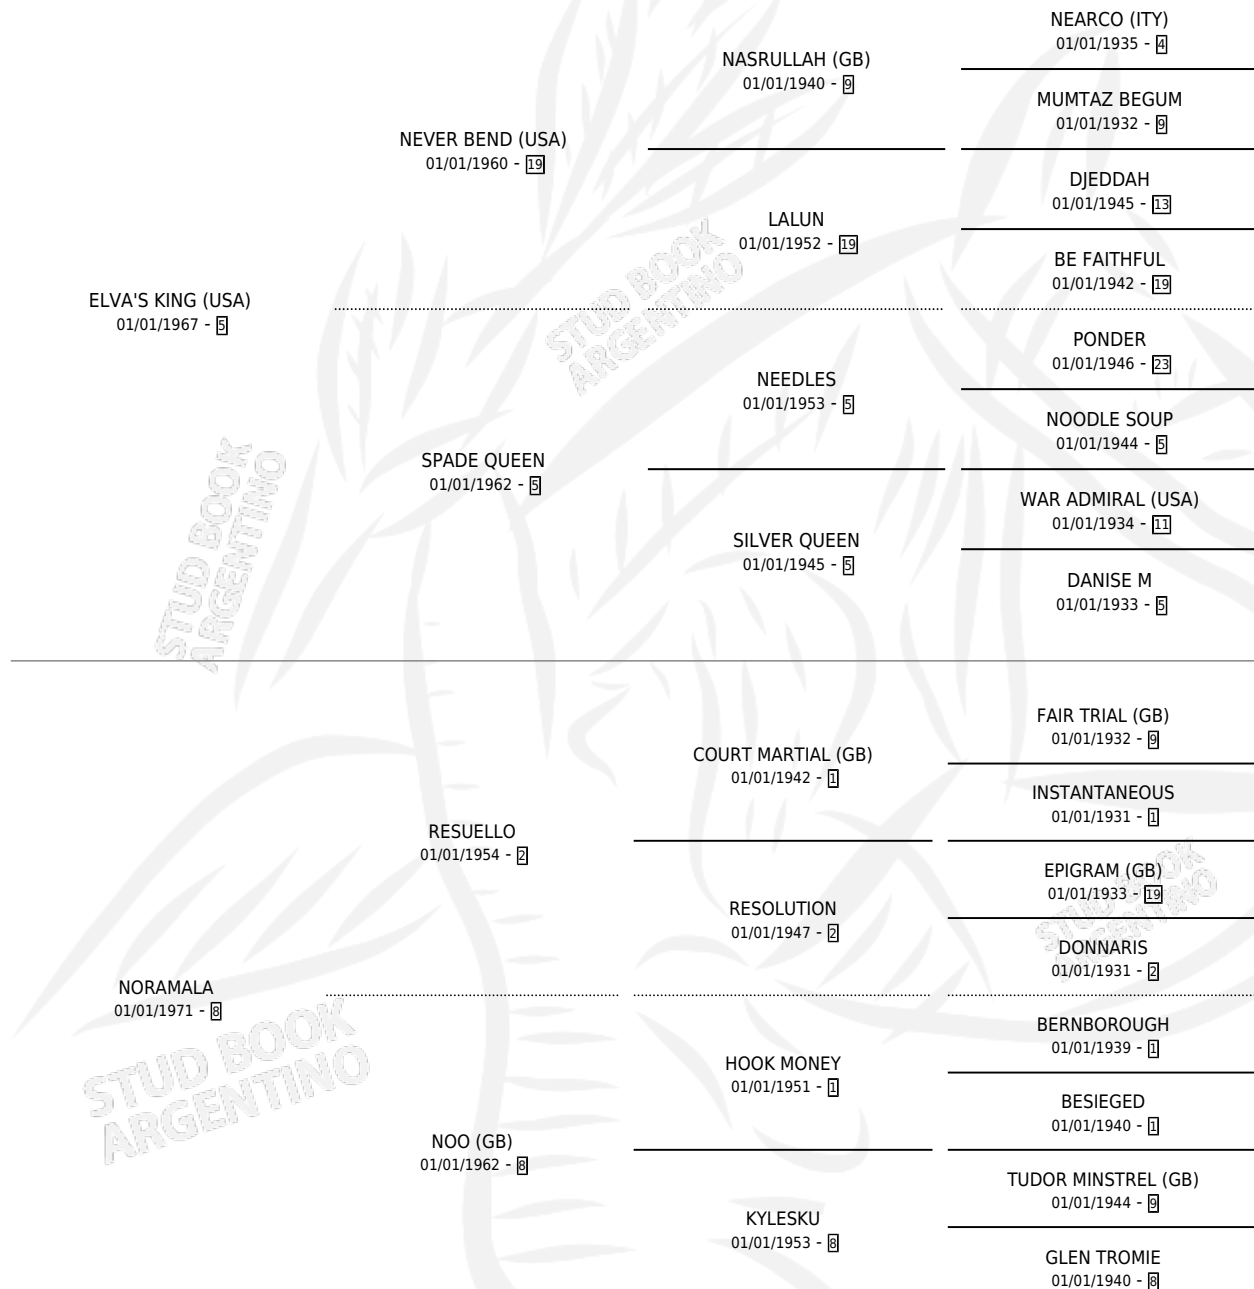 ELVA'S KING (USA)
01/01/1967 - 5
NEVER BEND (USA)
01/01/1960 - 19
SPADE QUEEN
01/01/1962 - 5
NASRULLAH (GB)
01/01/1940 - 9
LALUN
01/01/1952 - 19
NEEDLES
01/01/1953 - 5
SILVER QUEEN
01/01/1945 - 5
NEARCO (ITY)
01/01/1935 - 4
MUMTAZ BEGUM
01/01/1932 - 9
DJEDDAH
01/01/1945 - 13
BE FAITHFUL
01/01/1942 - 19
PONDER
01/01/1946 - 23
NOODLE SOUP
01/01/1944 - 5
WAR ADMIRAL (USA)
01/01/1934 - 11
DANISE M
01/01/1933 - 5
NORAMALA
01/01/1971 - 8
RESUELLO
01/01/1954 - 2
NOO (GB)
01/01/1962 - 8
COURT MARTIAL (GB)
01/01/1942 - 1
RESOLUTION
01/01/1947 - 2
HOOK MONEY
01/01/1951 - 1
KYLESKU
01/01/1953 - 8
FAIR TRIAL (GB)
01/01/1932 - 9
INSTANTANEOUS
01/01/1931 - 1
EPIGRAM (GB)
01/01/1933 - 19
DONNARIS
01/01/1931 - 2
BERNBOROUGH
01/01/1939 - 1
BESIEGED
01/01/1940 - 1
TUDOR MINSTREL (GB)
01/01/1944 - 9
GLEN TROMIE
01/01/1940 - 8
STUD BOOK
ARGENTINO
STUD BOOK
ARGENTINO
STUD BOOK
ARGENTINO
STUD BOOK
ARGENTINO